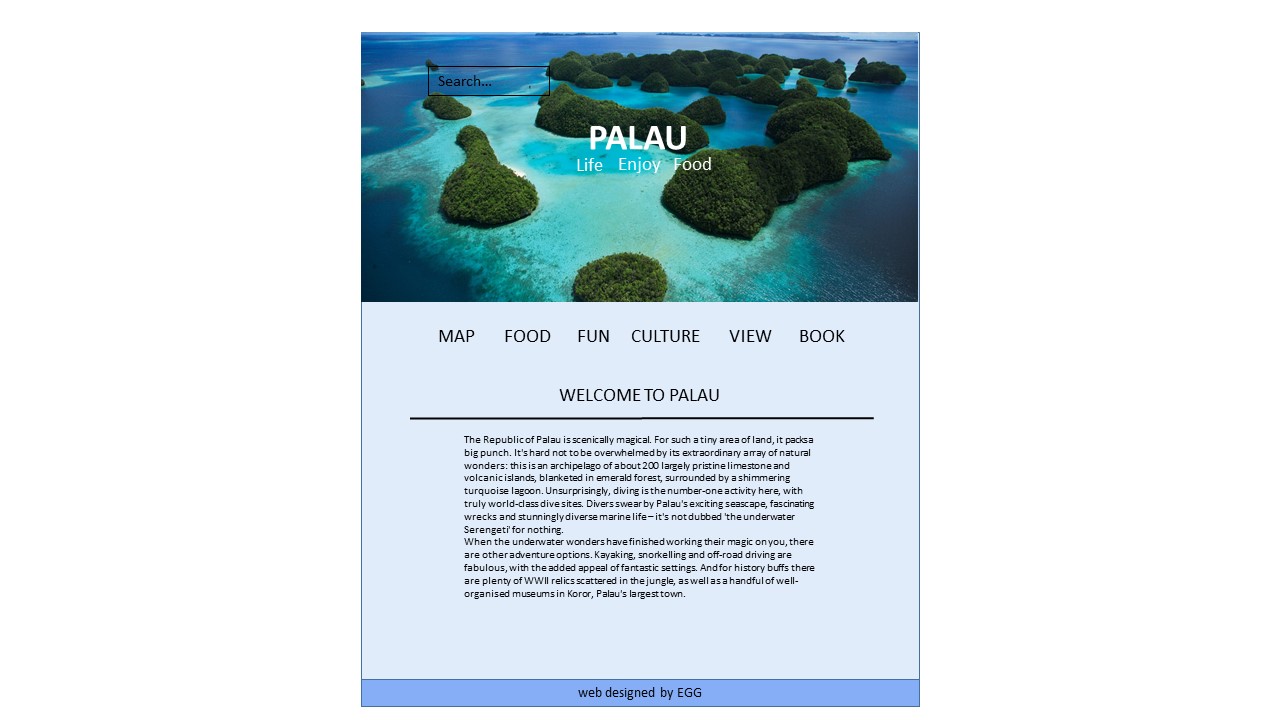 Search...
PALAU
Life Enjoy Food
MAP FOOD FUN CULTURE VIEW BOOK
WELCOME TO PALAU
The Republic of Palau is scenically magical. For such a tiny area of land, it packs a
big punch. It's hard not to be overwhelmed by its extraordinary array of natural
wonders: this is an archipelago of about 200 largely pristine limestone and
volcanic islands, blanketed in emerald forest, surrounded by a shimmering
turquoise lagoon. Unsurprisingly, diving is the number-one activity here, with
truly world-class dive sites. Divers swear by Palau's exciting seascape, fascinating
wrecks and stunningly diverse marine life – it's not dubbed 'the underwater
Serengeti' for nothing.
When the underwater wonders have finished working their magic on you, there
are other adventure options. Kayaking, snorkelling and off-road driving are
fabulous, with the added appeal of fantastic settings. And for history buffs there
are plenty of WWII relics scattered in the jungle, as well as a handful of well-
organised museums in Koror, Palau's largest town.
web designed by EGG